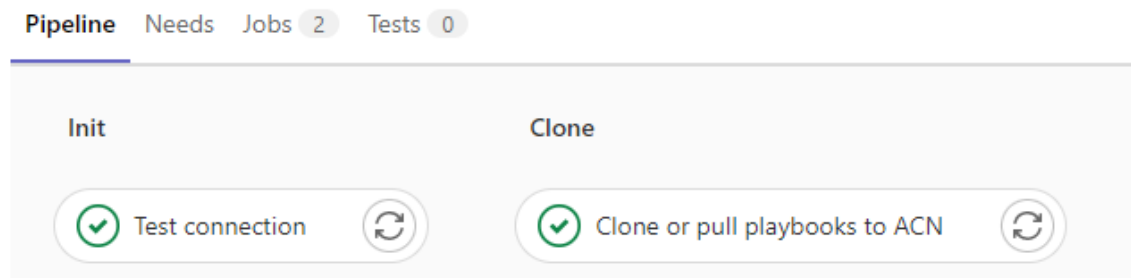 Pipeline Needs Jobs 2 Tests 0
Init Clone
Test connection Clone or pull playbooks to ACN